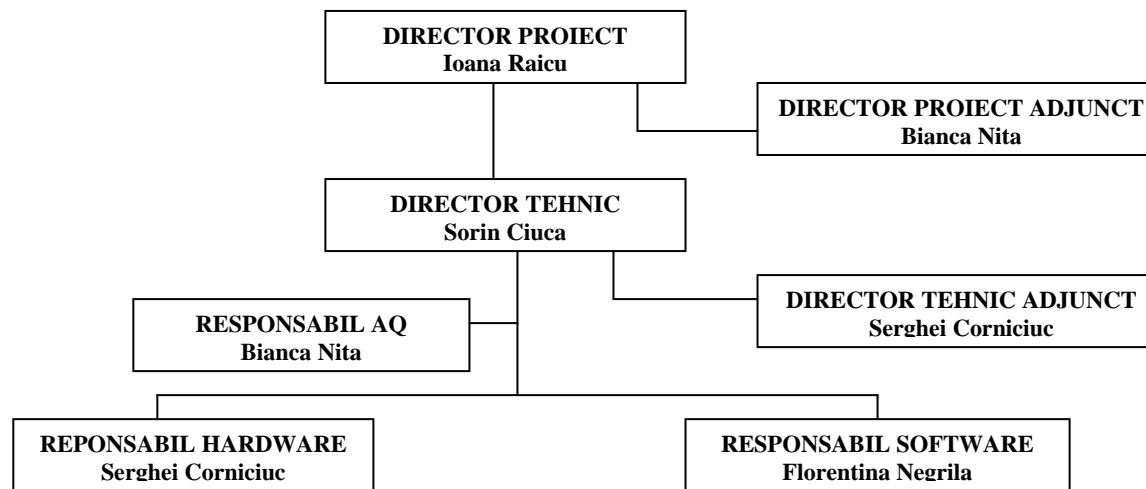 DIRECTOR PROIECT
Ioana Raicu
DIRECTOR PROIECT ADJUNCT
Bianca Nita
DIRECTOR TEHNIC
Sorin Ciuca
DIRECTOR TEHNIC ADJUNCT
Serghei Corniciuc
RESPONSABIL AQ
Bianca Nita
REPONSABIL HARDWARE
Serghei Corniciuc
RESPONSABIL SOFTWARE
Florentina Negrila